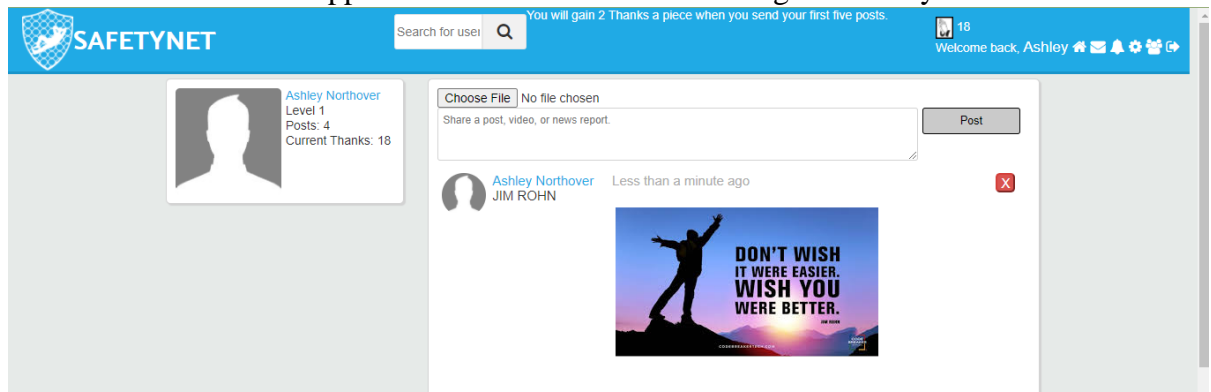 SAFETYNET
Search for user
You will gain 2 Thanks a piece when you send your first five posts.
18
Welcome back, Ashley
Ashley Northover
Level 1
Posts: 4
Current Thanks: 18
Choose File No file chosen
Share a post, video, or news report.
Post
Ashley Northover Less than a minute ago
X
JIM ROHN
DON'T WISH
IT WERE EASIER.
WISH YOU
WERE BETTER.
JIM ROHN